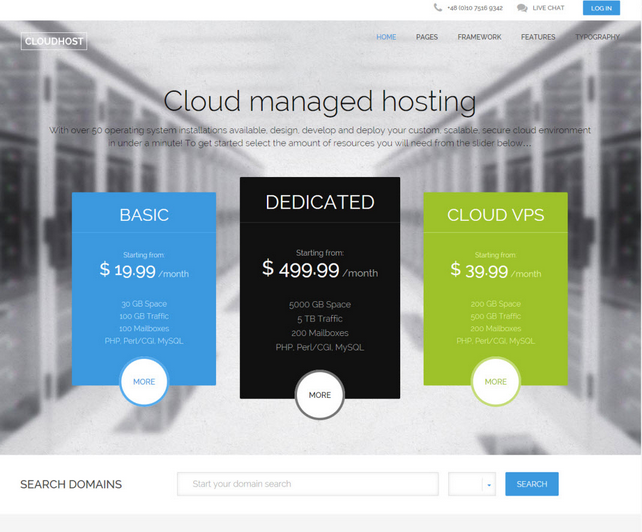 +48 (0)10 7516 9342 LIVE CHAT LOG IN
CLOUDHOST HOME PAGES FRAMEWORK FEATURES TYPOGRAPHY
Cloud managed hosting
With over 50 operating system installations available, design, develop and deploy your custom, scalable, secure cloud environment
in under a minute! To get started select the amount of resources you will need from the slider below...
BASIC
Starting from:
$ 19.99 /month
30 GB Space
100 GB Traffic
100 Mailboxes
PHP, Perl/CGI, MySQL
MORE
DEDICATED
Starting from:
$ 499.99 /month
5000 GB Space
5 TB Traffic
200 Mailboxes
PHP, Perl/CGI, MySQL
MORE
CLOUD VPS
Starting from:
$ 39.99 /month
200 GB Space
500 GB Traffic
200 Mailboxes
PHP, Perl/CGI, MySQL
MORE
SEARCH DOMAINS Start your domain search SEARCH